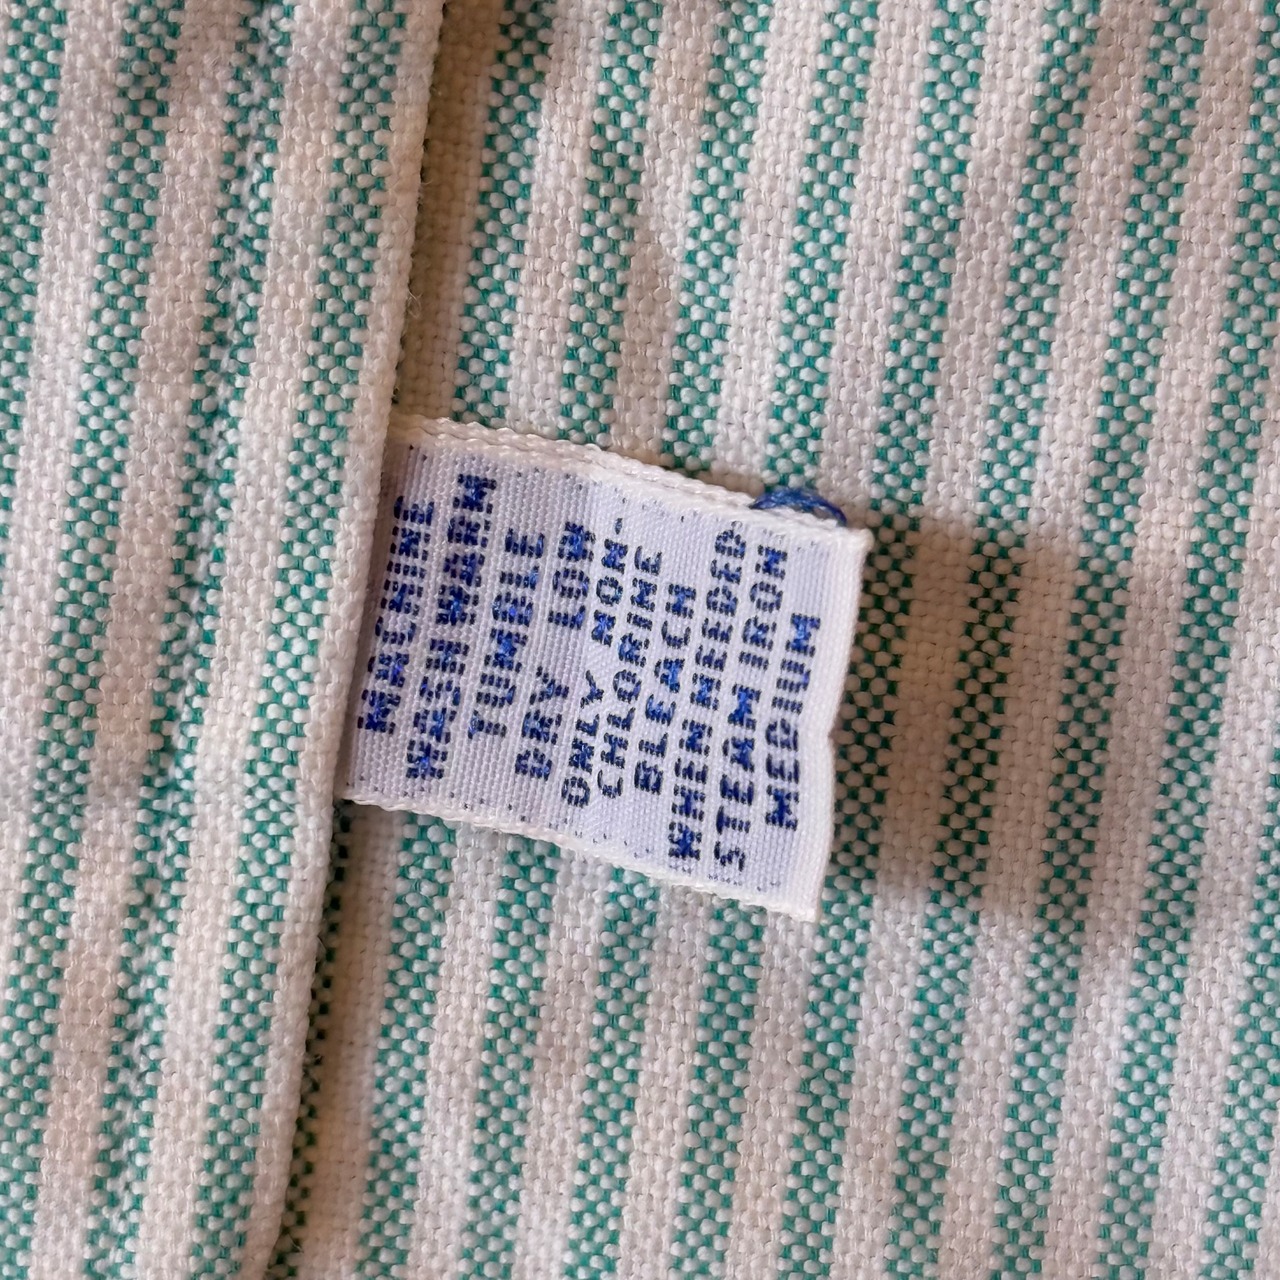 MACHINE
WASH WARM
TUMBLE
DRY LOW
ONLY NON-
CHLORINE
BLEACH
WHEN NEEDED
STEAM IRON
MEDIUM